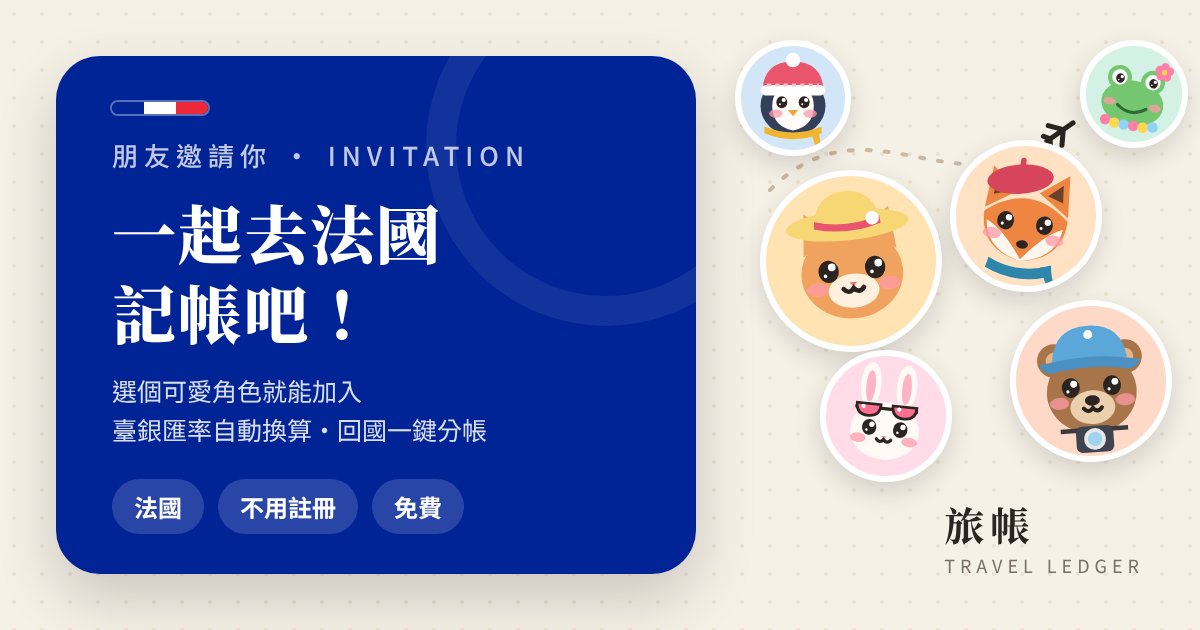 朋友邀請你 • INVITATION
一起去法國
記帳吧！
選個可愛角色就能加入
臺銀匯率自動換算・回國一鍵分帳
法國 不用註冊 免費
旅帳
TRAVEL LEDGER